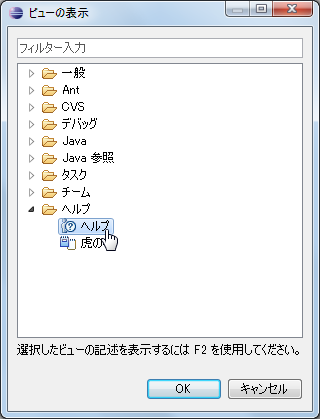 ビューの表示
フィルター入力
一般
Ant
CVS
デバッグ
Java
Java 参照
タスク
チーム
ヘルプ
ヘルプ
虎の
選択したビューの記述を表示するには F2 を使用してください。
OK
キャンセル